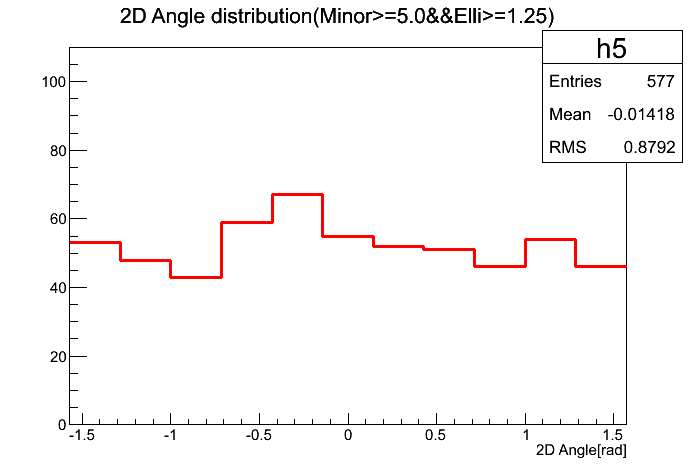 2D Angle distribution(Minor>=5.0&&Elli>=1.25)
h5
Entries 577
Mean -0.01418
RMS 0.8792
100
80
60
40
20
0
-1.5 -1 -0.5 0 0.5 1 1.5
2D Angle[rad]